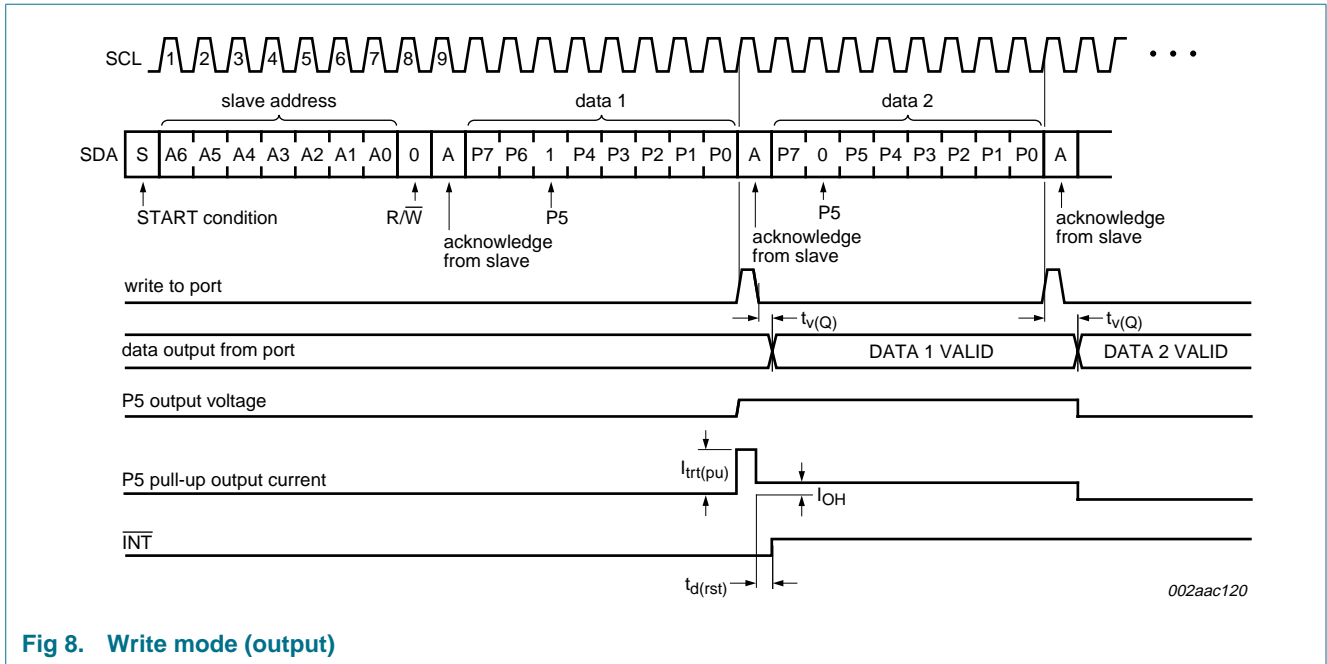 SCL 1 2 3 4 5 6 7 8 9 • • •
slave address data 1 data 2
SDA S A6 A5 A4 A3 A2 A1 A0 0 A P7 P6 1 P4 P3 P2 P1 P0 A P7 0 P5 P4 P3 P2 P1 P0 A
START condition R/W̅ acknowledge from slave P5 acknowledge from slave P5 acknowledge from slave
write to port
tv(Q) tv(Q)
data output from port DATA 1 VALID DATA 2 VALID
P5 output voltage
Itrt(pu)
P5 pull-up output current IOH
I̅N̅T̅
td(rst)
002aac120
Fig 8. Write mode (output)